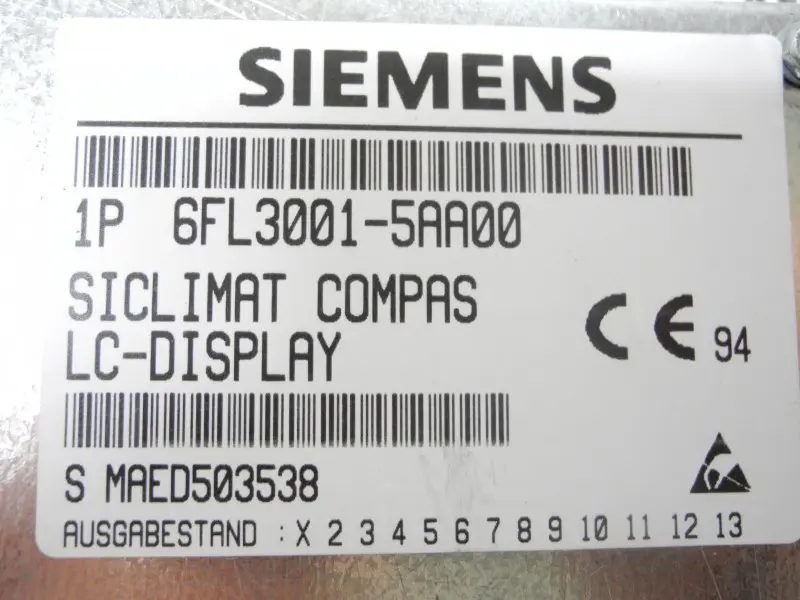 SIEMENS
1P 6FL3001-5AA00
SICLIMAT COMPAS
LC-DISPLAY
CE 94
S MAED503538
AUSGABESTAND : X 2 3 4 5 6 7 8 9 10 11 12 13